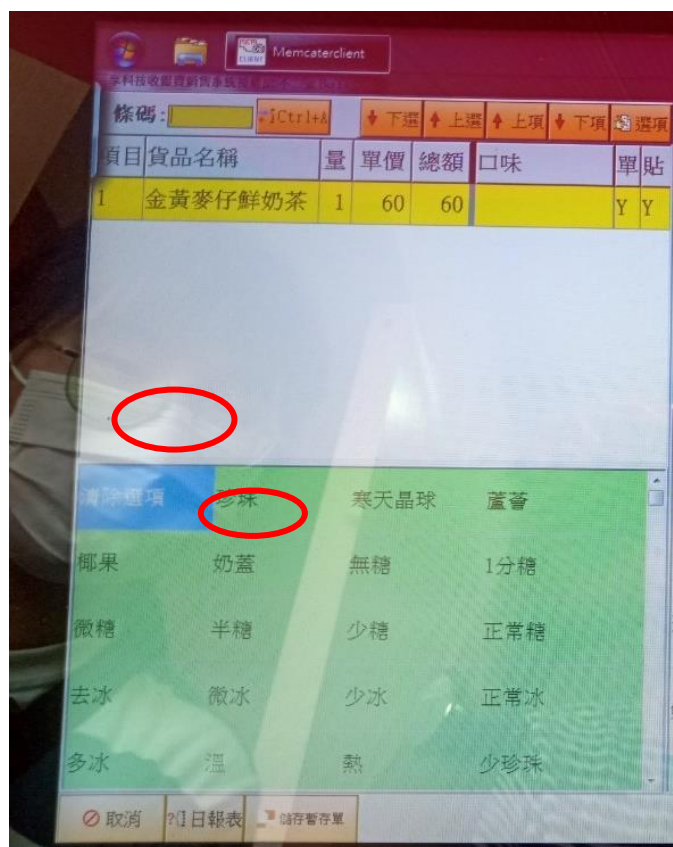 MCM
CLIENT
Memcaterclient
條碼: Ctrl+A 下選 上選 上項 下項 選項
項目 貨品名稱 量 單價 總額 口味 單 貼
1 金黃麥仔鮮奶茶 1 60 60 Y Y
清除選項 珍珠 寒天晶球 蘆薈
椰果 奶蓋 無糖 1分糖
微糖 半糖 少糖 正常糖
去冰 微冰 少冰 正常冰
多冰 溫 熱 少珍珠
取消 日報表 儲存暫存單